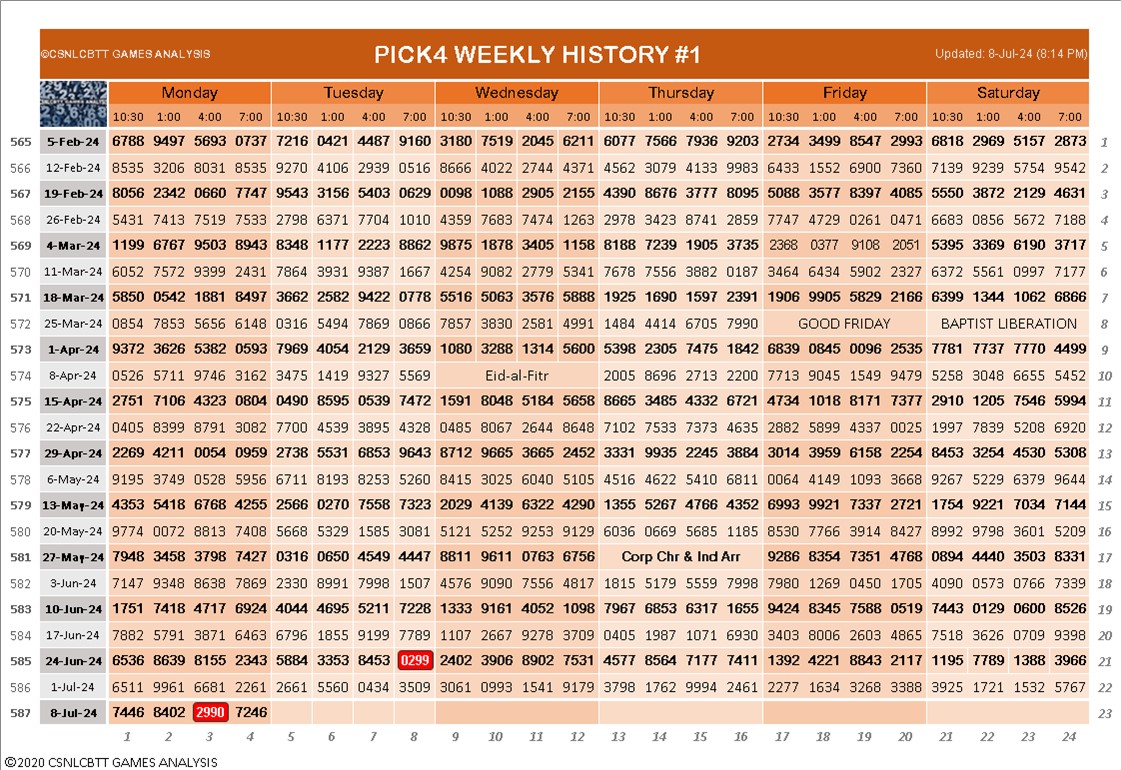 ©CSNLCBTT GAMES ANALYSIS PICK4 WEEKLY HISTORY #1 Updated: 8-Jul-24 (8:14 PM)
Monday Tuesday Wednesday Thursday Friday Saturday
10:30 1:00 4:00 7:00 10:30 1:00 4:00 7:00 10:30 1:00 4:00 7:00 10:30 1:00 4:00 7:00 10:30 1:00 4:00 7:00 10:30 1:00 4:00 7:00
565 5-Feb-24 6788 9497 5693 0737 7216 0421 4487 9160 3180 7519 2045 6211 6077 7566 7936 9203 2734 3499 8547 2993 6818 2969 5157 2873 1
566 12-Feb-24 8535 3206 8031 8535 9270 4106 2939 0516 8666 4022 2744 4371 4562 3079 4133 9983 6433 1552 6900 7360 7139 9239 5754 9542 2
567 19-Feb-24 8056 2342 0660 7747 9543 3156 5403 0629 0098 1088 2905 2155 4390 8676 3777 8095 5088 3577 8397 4085 5550 3872 2129 4631 3
568 26-Feb-24 5431 7413 7519 7533 2798 6371 7704 1010 4359 7683 7474 1263 2978 3423 8741 2859 7747 4729 0261 0471 6683 0856 5672 7188 4
569 4-Mar-24 1199 6767 9503 8943 8348 1177 2223 8862 9875 1878 3405 1158 8188 7239 1905 3735 2368 0377 9108 2051 5395 3369 6190 3717 5
570 11-Mar-24 6052 7572 9399 2431 7864 3931 9387 1667 4254 9082 2779 5341 7678 7556 3882 0187 3464 6434 5902 2327 6372 5561 0997 7177 6
571 18-Mar-24 5850 0542 1881 8497 3662 2582 9422 0778 5516 5063 3576 5888 1925 1690 1597 2391 1906 9905 5829 2166 6399 1344 1062 6866 7
572 25-Mar-24 0854 7853 5656 6148 0316 5494 7869 0866 7857 3830 2581 4991 1484 4414 6705 7990 GOOD FRIDAY BAPTIST LIBERATION 8
573 1-Apr-24 9372 3626 5382 0593 7969 4054 2129 3659 1080 3288 1314 5600 5398 2305 7475 1842 6839 0845 0096 2535 7781 7737 7770 4499 9
574 8-Apr-24 0526 5711 9746 3162 3475 1419 9327 5569 Eid-al-Fitr 2005 8696 2713 2200 7713 9045 1549 9479 5258 3048 6655 5452 10
575 15-Apr-24 2751 7106 4323 0804 0490 8595 0539 7472 1591 8048 5184 5658 8665 3485 4332 6721 4734 1018 8171 7377 2910 1205 7546 5994 11
576 22-Apr-24 0405 8399 8791 3082 7700 4539 3895 4328 0485 8067 2644 8648 7102 7533 7373 4635 2882 5899 4337 0025 1997 7839 5208 6920 12
577 29-Apr-24 2269 4211 0054 0959 2738 5531 6853 9643 8712 9665 3665 2452 3331 9935 2245 3884 3014 3959 6158 2254 8453 3254 4530 5308 13
578 6-May-24 9195 3749 0528 5956 6711 8193 8253 5260 8415 3025 6040 5105 4516 4622 5410 6811 0064 4149 1093 3668 9267 5229 6379 9644 14
579 13-May-24 4353 5418 6768 4255 2566 0270 7558 7323 2029 4139 6322 4290 1355 5267 4766 4352 6993 9921 7337 2721 1754 9221 7034 7144 15
580 20-May-24 9774 0072 8813 7408 5668 5329 1585 3081 5121 5252 9253 9129 6036 0669 5685 1185 8530 7766 3914 8427 8992 9798 3601 5209 16
581 27-May-24 7948 3458 3798 7427 0316 0650 4549 4447 8811 9611 0763 6756 Corp Chr & Ind Arr 9286 8354 7351 4768 0894 4440 3503 8331 17
582 3-Jun-24 7147 9348 8638 7869 2330 8991 7998 1507 4576 9090 7556 4817 1815 5179 5559 7998 7980 1269 0450 1705 4090 0573 0766 7339 18
583 10-Jun-24 1751 7418 4717 6924 4044 4695 5211 7228 1333 9161 4052 1098 7967 6853 6317 1655 9424 8345 7588 0519 7443 0129 0600 8526 19
584 17-Jun-24 7882 5791 3871 6463 6796 1855 9199 7789 1107 2667 9278 3709 0405 1987 1071 6930 3403 8006 2603 4865 7518 3626 0709 9398 20
585 24-Jun-24 6536 8639 8155 2343 5884 3353 8453 0299 2402 3906 8902 7531 4577 8564 7177 7411 1392 4221 8843 2117 1195 7789 1388 3966 21
586 1-Jul-24 6511 9961 6681 2261 2661 5560 0434 3509 3061 0993 1541 9179 3798 1762 9994 2461 2277 1634 3268 3388 3925 1721 1532 5767 22
587 8-Jul-24 7446 8402 2990 7246 23
1 2 3 4 5 6 7 8 9 10 11 12 13 14 15 16 17 18 19 20 21 22 23 24
©2020 CSNLCBTT GAMES ANALYSIS